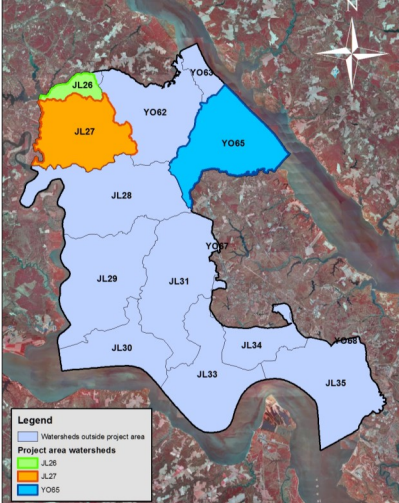 N
YO63
JL26
YO62
JL27
YO65
JL28
YO67
JL29
JL31
YO68
JL34
JL30
JL33
JL35
Legend
Watersheds outside project area
Project area watersheds
JL26
JL27
YO65